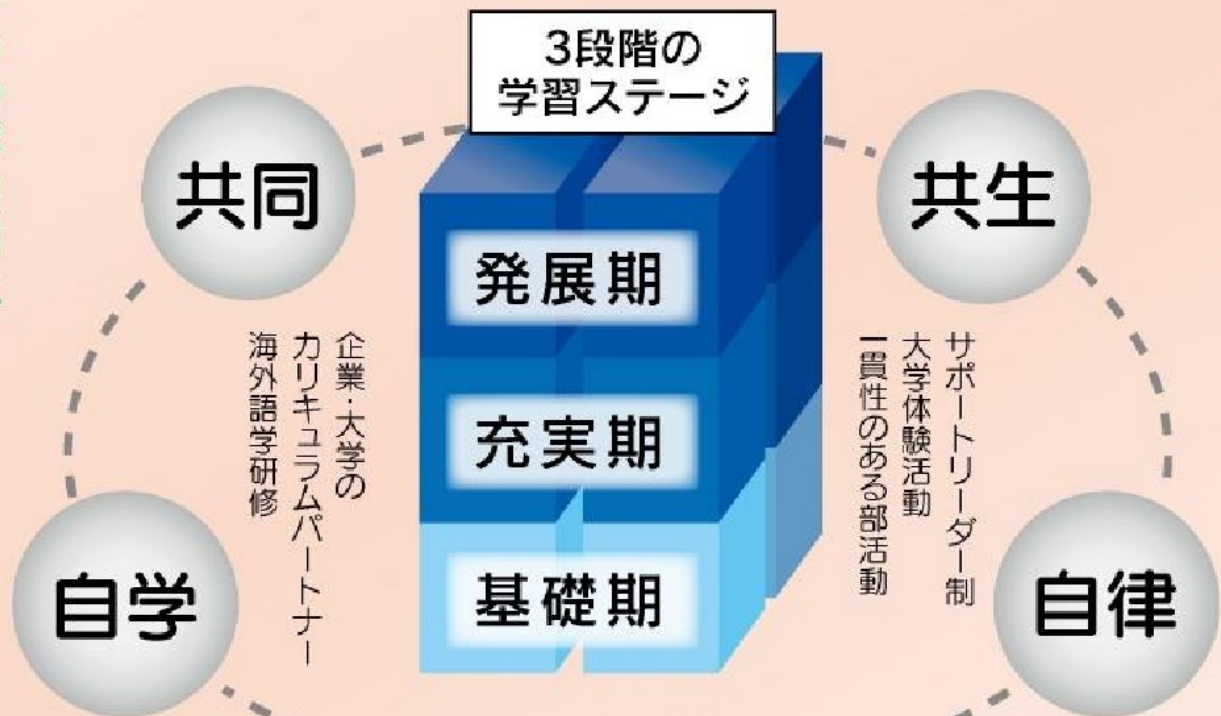 3段階の
学習ステージ
共同
共生
発展期
充実期
基礎期
企業・大学の
カリキュラムパートナー
海外語学研修
サポートリーダー制
大学体験活動
一貫性のある部活動
自学
自律